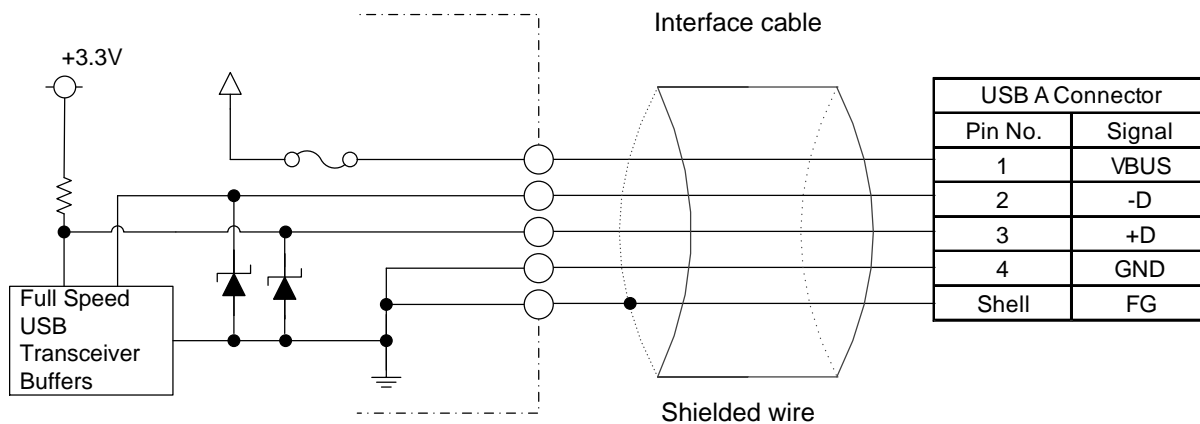 Interface cable
+3.3V
USB A Connector
Pin No. Signal
1 VBUS
2 -D
3 +D
4 GND
Shell FG
Full Speed
USB
Transceiver
Buffers
Shielded wire